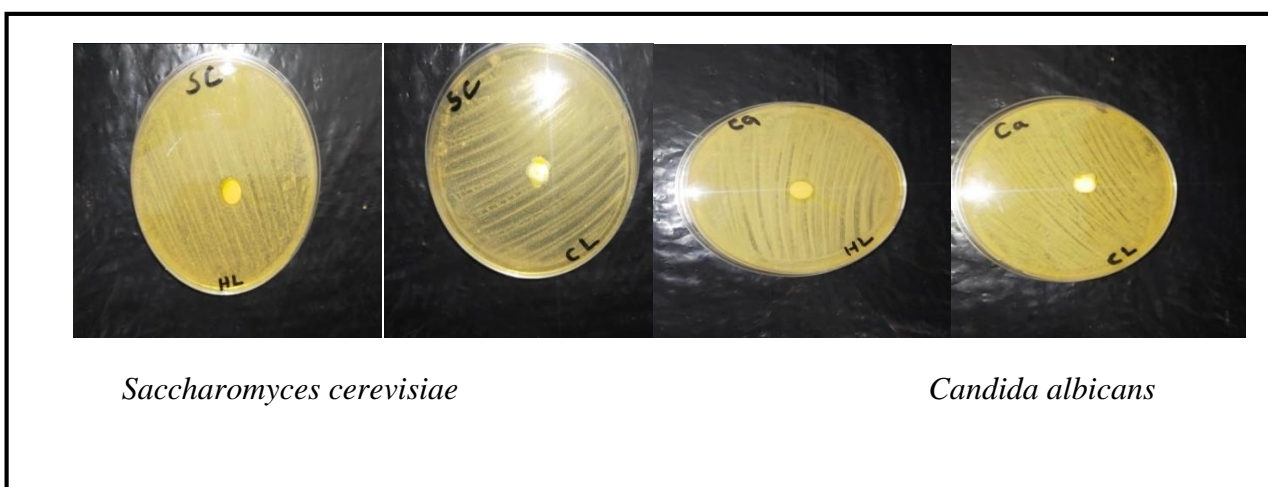 SC
HL
SC
CL
Ca
HL
Ca
CL
Saccharomyces cerevisiae
Candida albicans